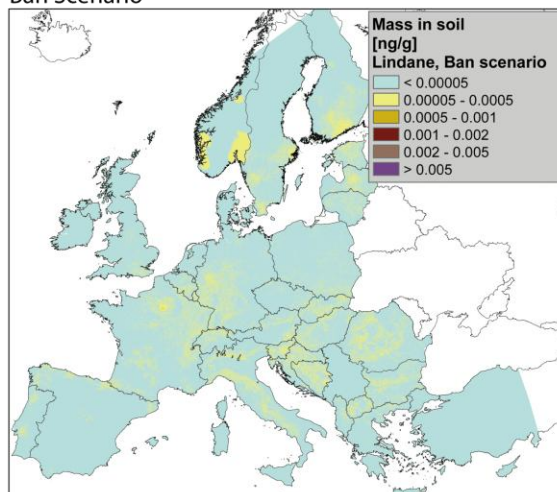 Ban Scenario
Mass in soil
[ng/g]
Lindane, Ban scenario
< 0.00005
0.00005 - 0.0005
0.0005 - 0.001
0.001 - 0.002
0.002 - 0.005
> 0.005